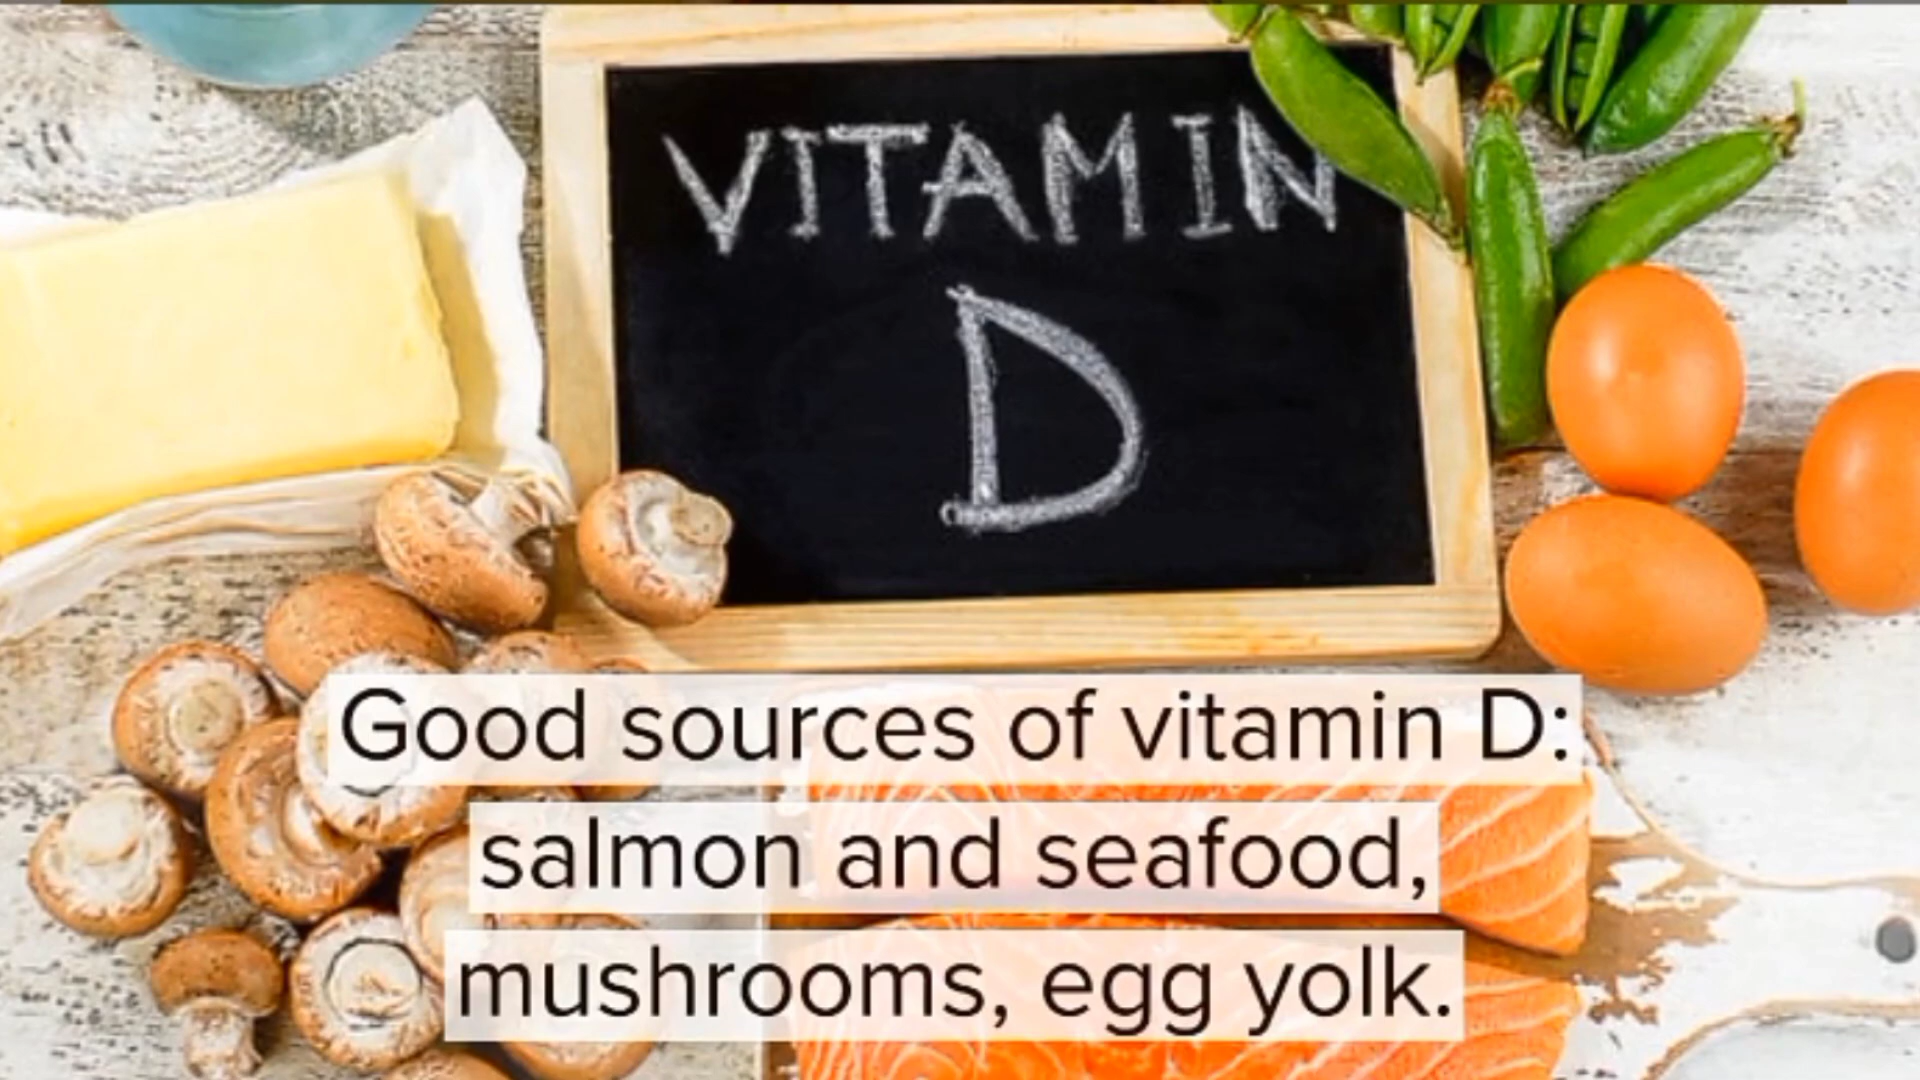 VITAMIN
D
Good sources of vitamin D:
salmon and seafood,
mushrooms, egg yolk.